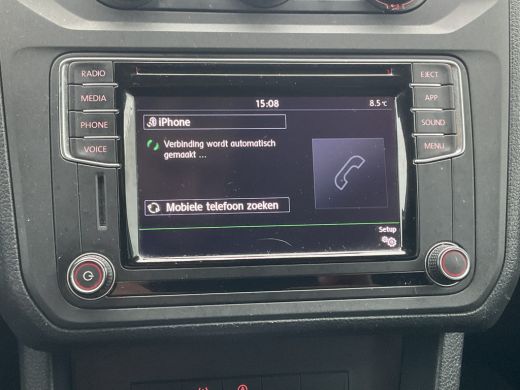 RADIO
MEDIA
PHONE
VOICE
15:08
8.5 °C
iPhone
Verbinding wordt automatisch
gemaakt ...
Mobiele telefoon zoeken
Setup
EJECT
APP
SOUND
MENU